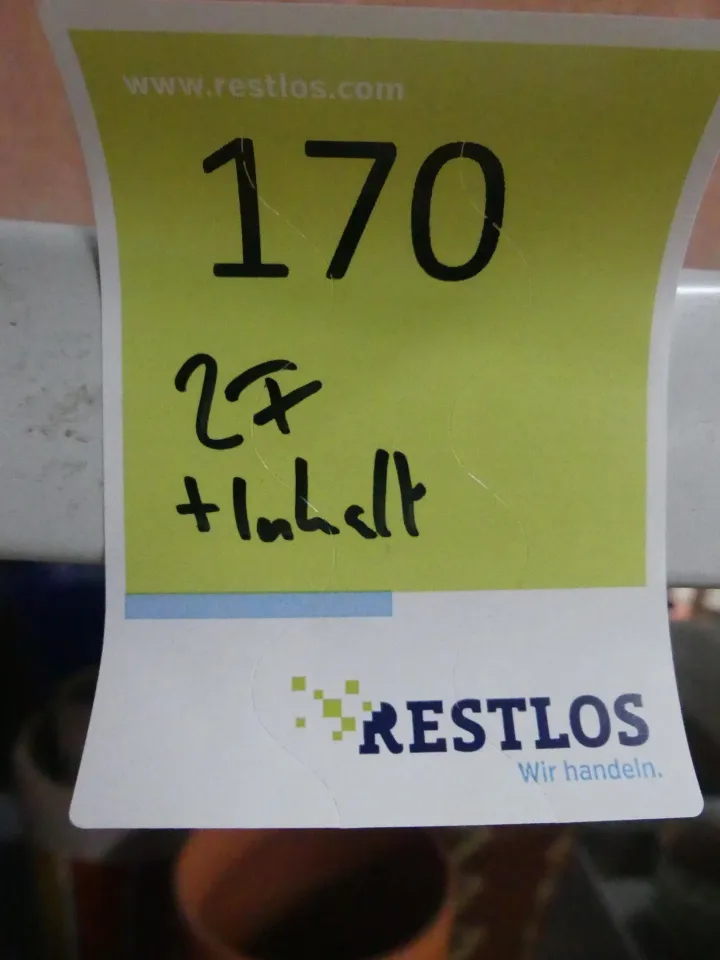 www.restlos.com
170
2x
+Inhalt
RESTLOS
Wir handeln.